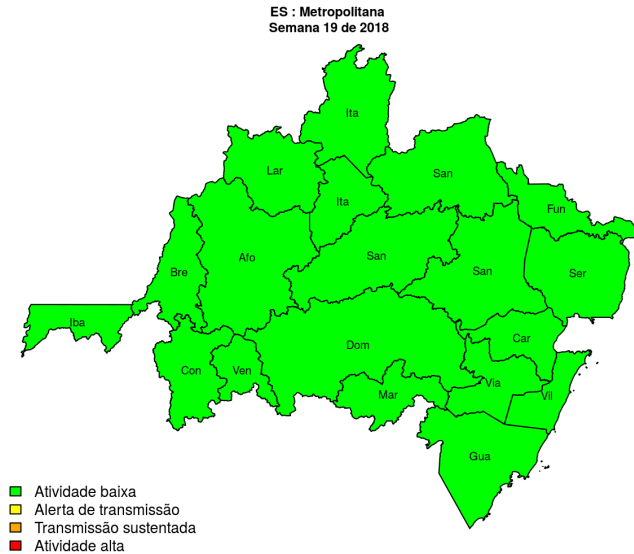 ES : Metropolitana
Semana 19 de 2018
Ita
Lar
San
Ita
Fun
Afo
San
San
Bre
Ser
Iba
Car
Dom
Con
Ven
Via
Mar
Vil
Gua
Atividade baixa
Alerta de transmissão
Transmissão sustentada
Atividade alta